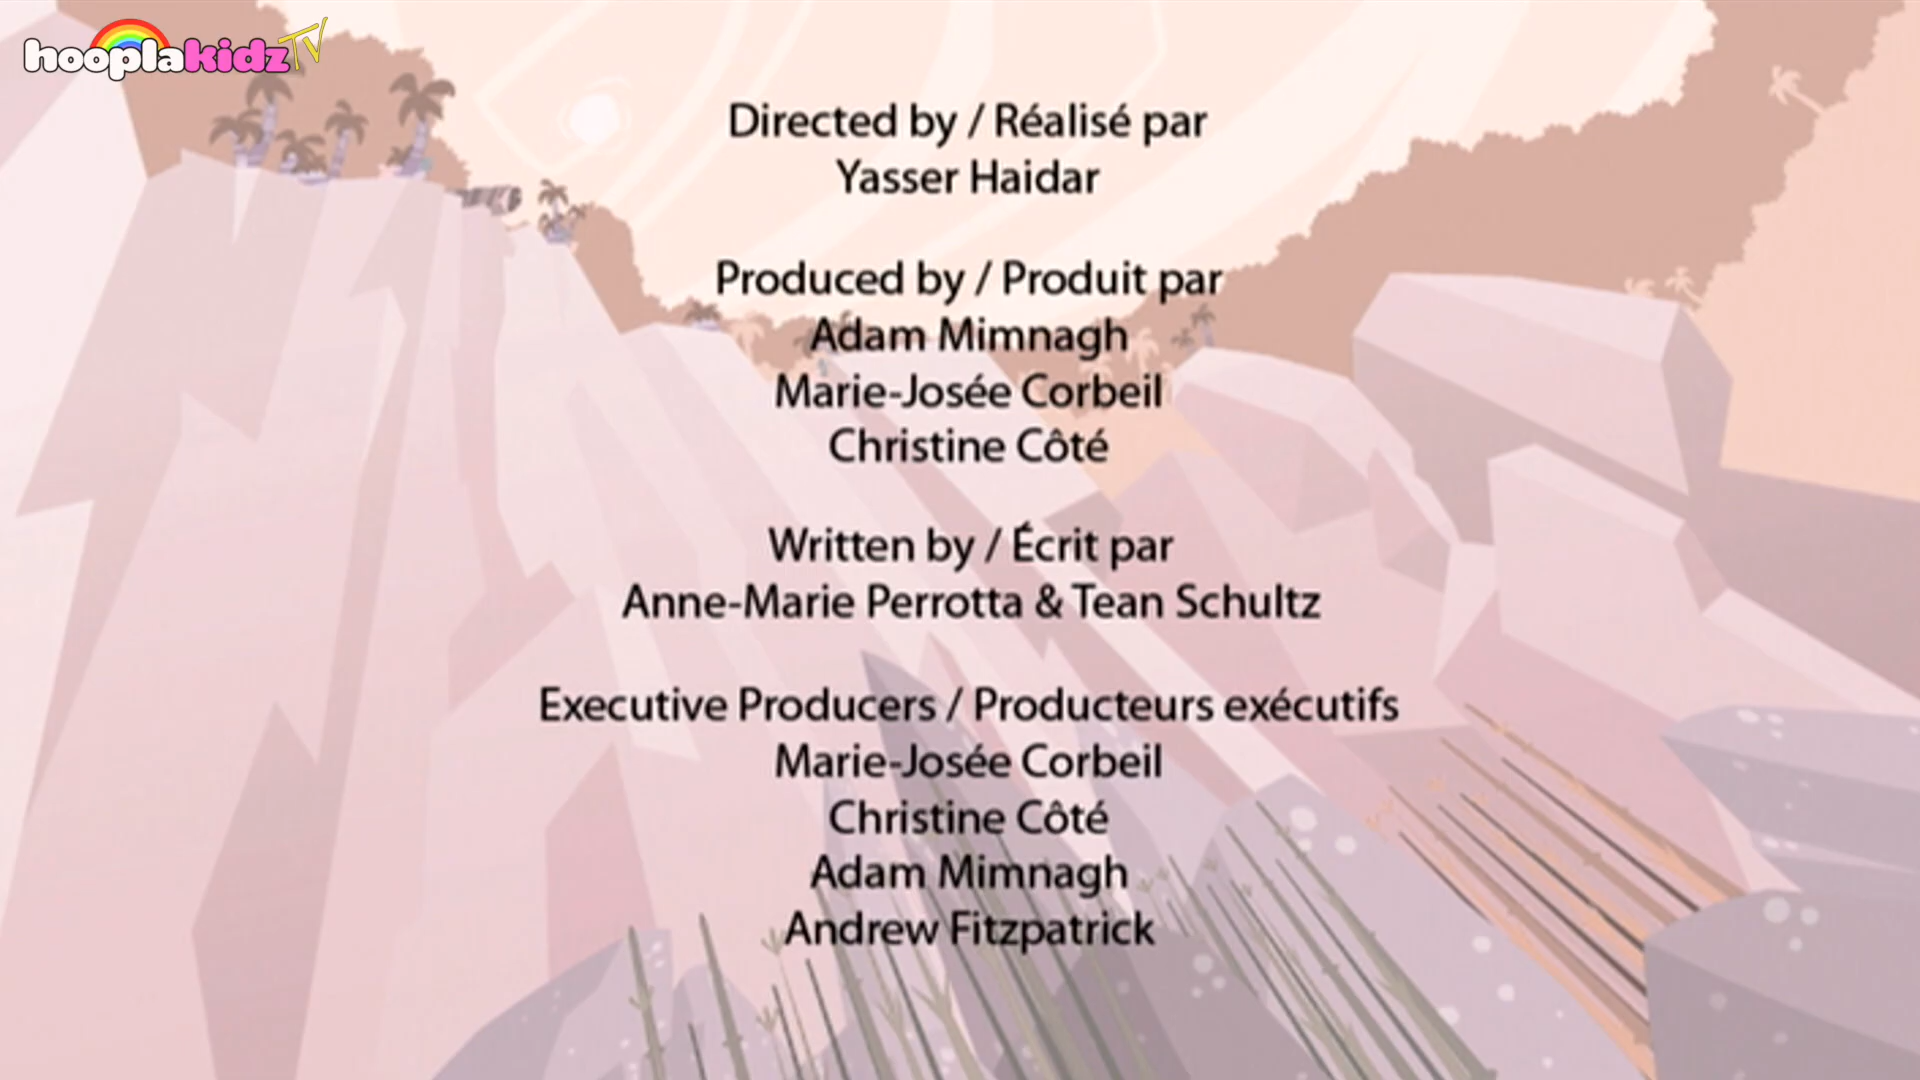 hooplakidz TV
Directed by / Réalisé par
Yasser Haidar
Produced by / Produit par
Adam Mimnagh
Marie-Josée Corbeil
Christine Côté
Written by / Écrit par
Anne-Marie Perrotta & Tean Schultz
Executive Producers / Producteurs exécutifs
Marie-Josée Corbeil
Christine Côté
Adam Mimnagh
Andrew Fitzpatrick